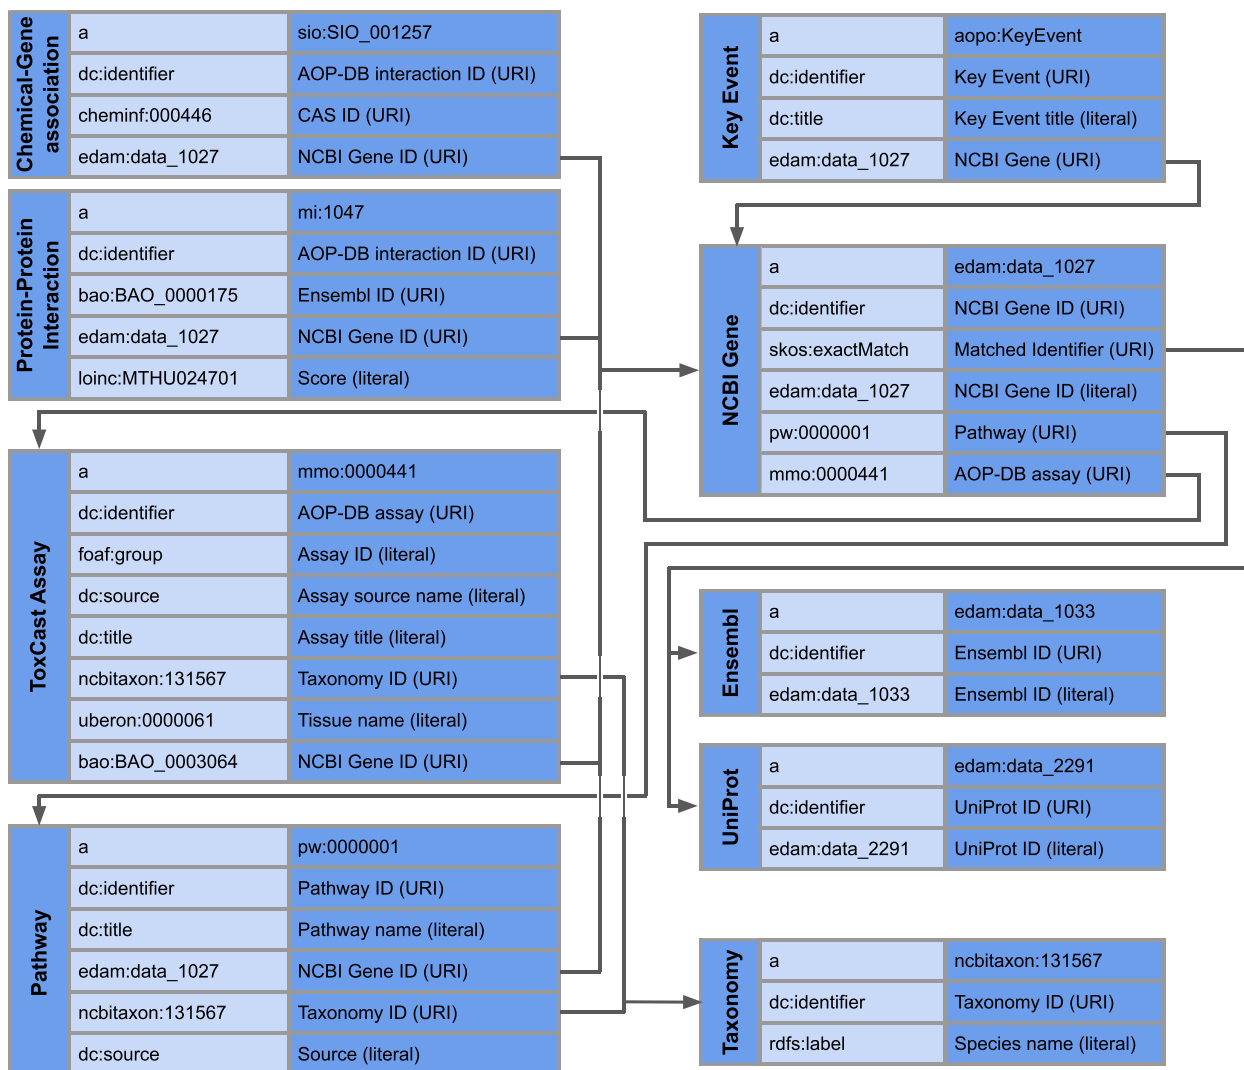 Chemical-Gene
association
a sio:SIO_001257
dc:identifier AOP-DB interaction ID (URI)
cheminf:000446 CAS ID (URI)
edam:data_1027 NCBI Gene ID (URI)
Protein-Protein
Interaction
a mi:1047
dc:identifier AOP-DB interaction ID (URI)
bao:BAO_0000175 Ensembl ID (URI)
edam:data_1027 NCBI Gene ID (URI)
loinc:MTHU024701 Score (literal)
ToxCast Assay
a mmo:0000441
dc:identifier AOP-DB assay (URI)
foaf:group Assay ID (literal)
dc:source Assay source name (literal)
dc:title Assay title (literal)
ncbitaxon:131567 Taxonomy ID (URI)
uberon:0000061 Tissue name (literal)
bao:BAO_0003064 NCBI Gene ID (URI)
Pathway
a pw:0000001
dc:identifier Pathway ID (URI)
dc:title Pathway name (literal)
edam:data_1027 NCBI Gene ID (URI)
ncbitaxon:131567 Taxonomy ID (URI)
dc:source Source (literal)
Key Event
a aopo:KeyEvent
dc:identifier Key Event (URI)
dc:title Key Event title (literal)
edam:data_1027 NCBI Gene (URI)
NCBI Gene
a edam:data_1027
dc:identifier NCBI Gene ID (URI)
skos:exactMatch Matched Identifier (URI)
edam:data_1027 NCBI Gene ID (literal)
pw:0000001 Pathway (URI)
mmo:0000441 AOP-DB assay (URI)
Ensembl
a edam:data_1033
dc:identifier Ensembl ID (URI)
edam:data_1033 Ensembl ID (literal)
UniProt
a edam:data_2291
dc:identifier UniProt ID (URI)
edam:data_2291 UniProt ID (literal)
Taxonomy
a ncbitaxon:131567
dc:identifier Taxonomy ID (URI)
rdfs:label Species name (literal)